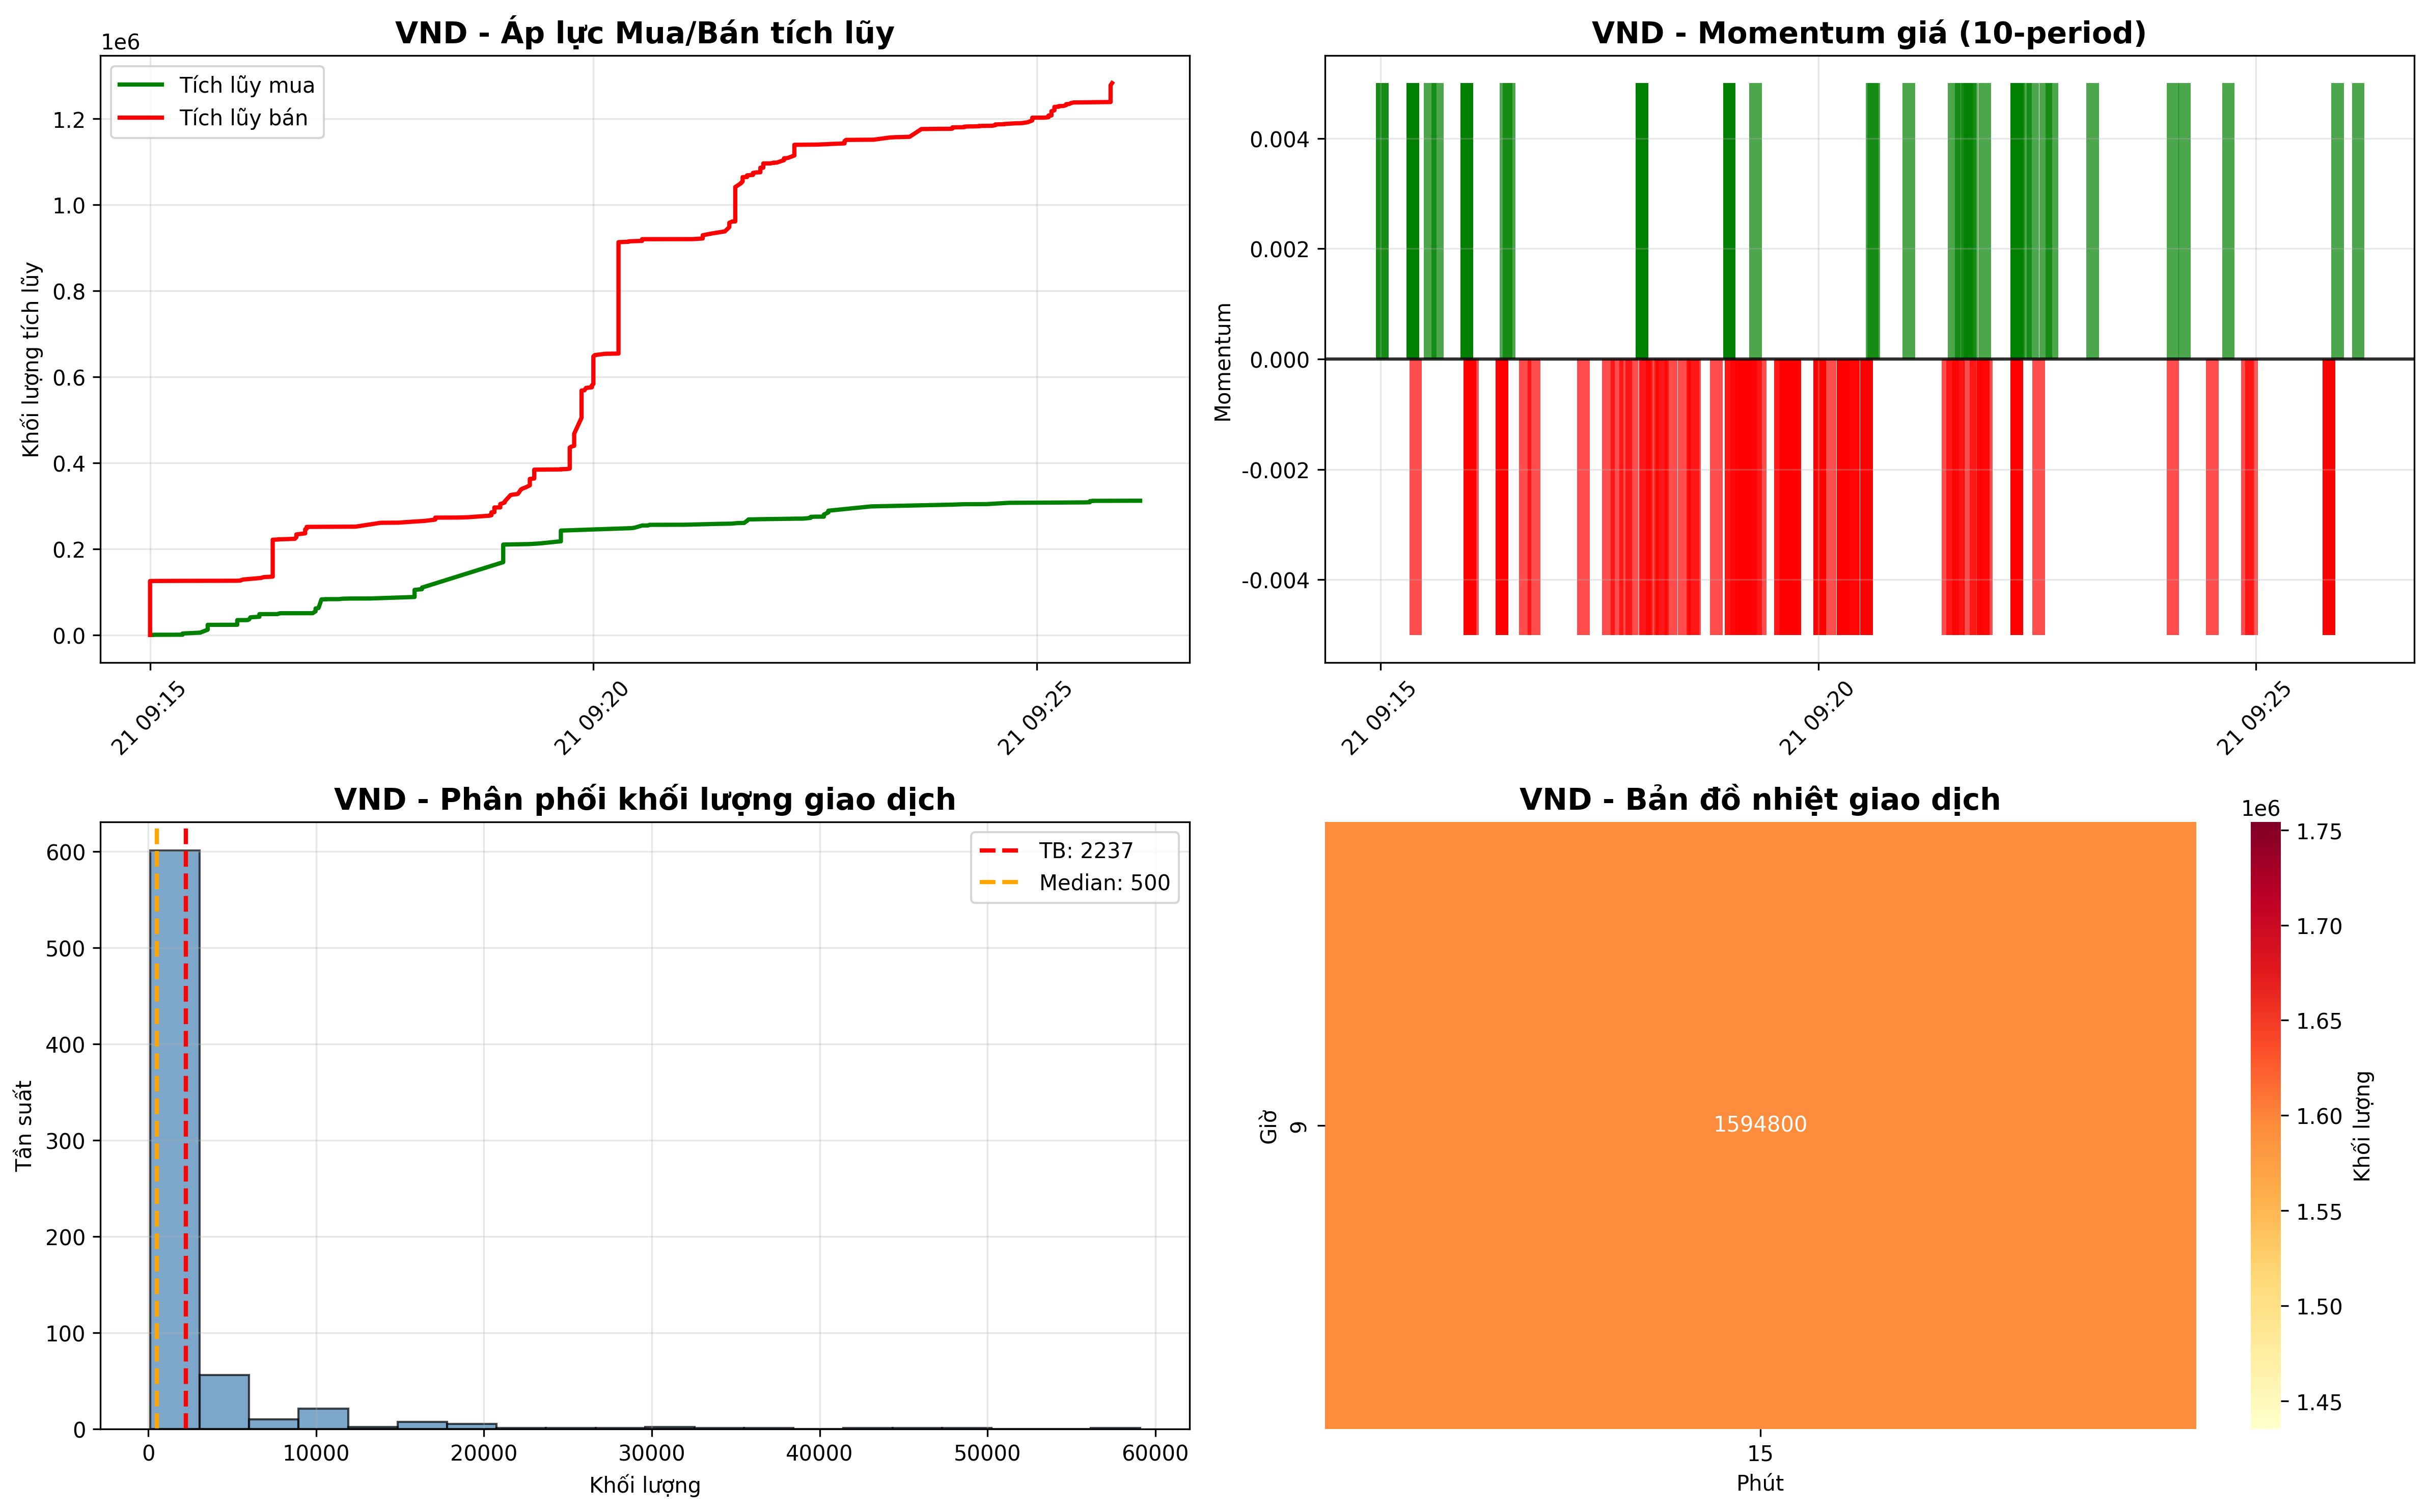 VND - Áp lực Mua/Bán tích lũy
1e6
Tích lũy mua
Tích lũy bán
Khối lượng tích lũy
1.2
1.0
0.8
0.6
0.4
0.2
0.0
21 09:15
21 09:20
21 09:25
VND - Momentum giá (10-period)
Momentum
0.004
0.002
0.000
-0.002
-0.004
21 09:15
21 09:20
21 09:25
VND - Phân phối khối lượng giao dịch
TB: 2237
Median: 500
Tần suất
600
500
400
300
200
100
0
0
10000
20000
30000
40000
50000
60000
Khối lượng
VND - Bản đồ nhiệt giao dịch
Giờ
9
1594800
15
Phút
1e6
1.75
1.70
1.65
1.60
1.55
1.50
1.45
Khối lượng